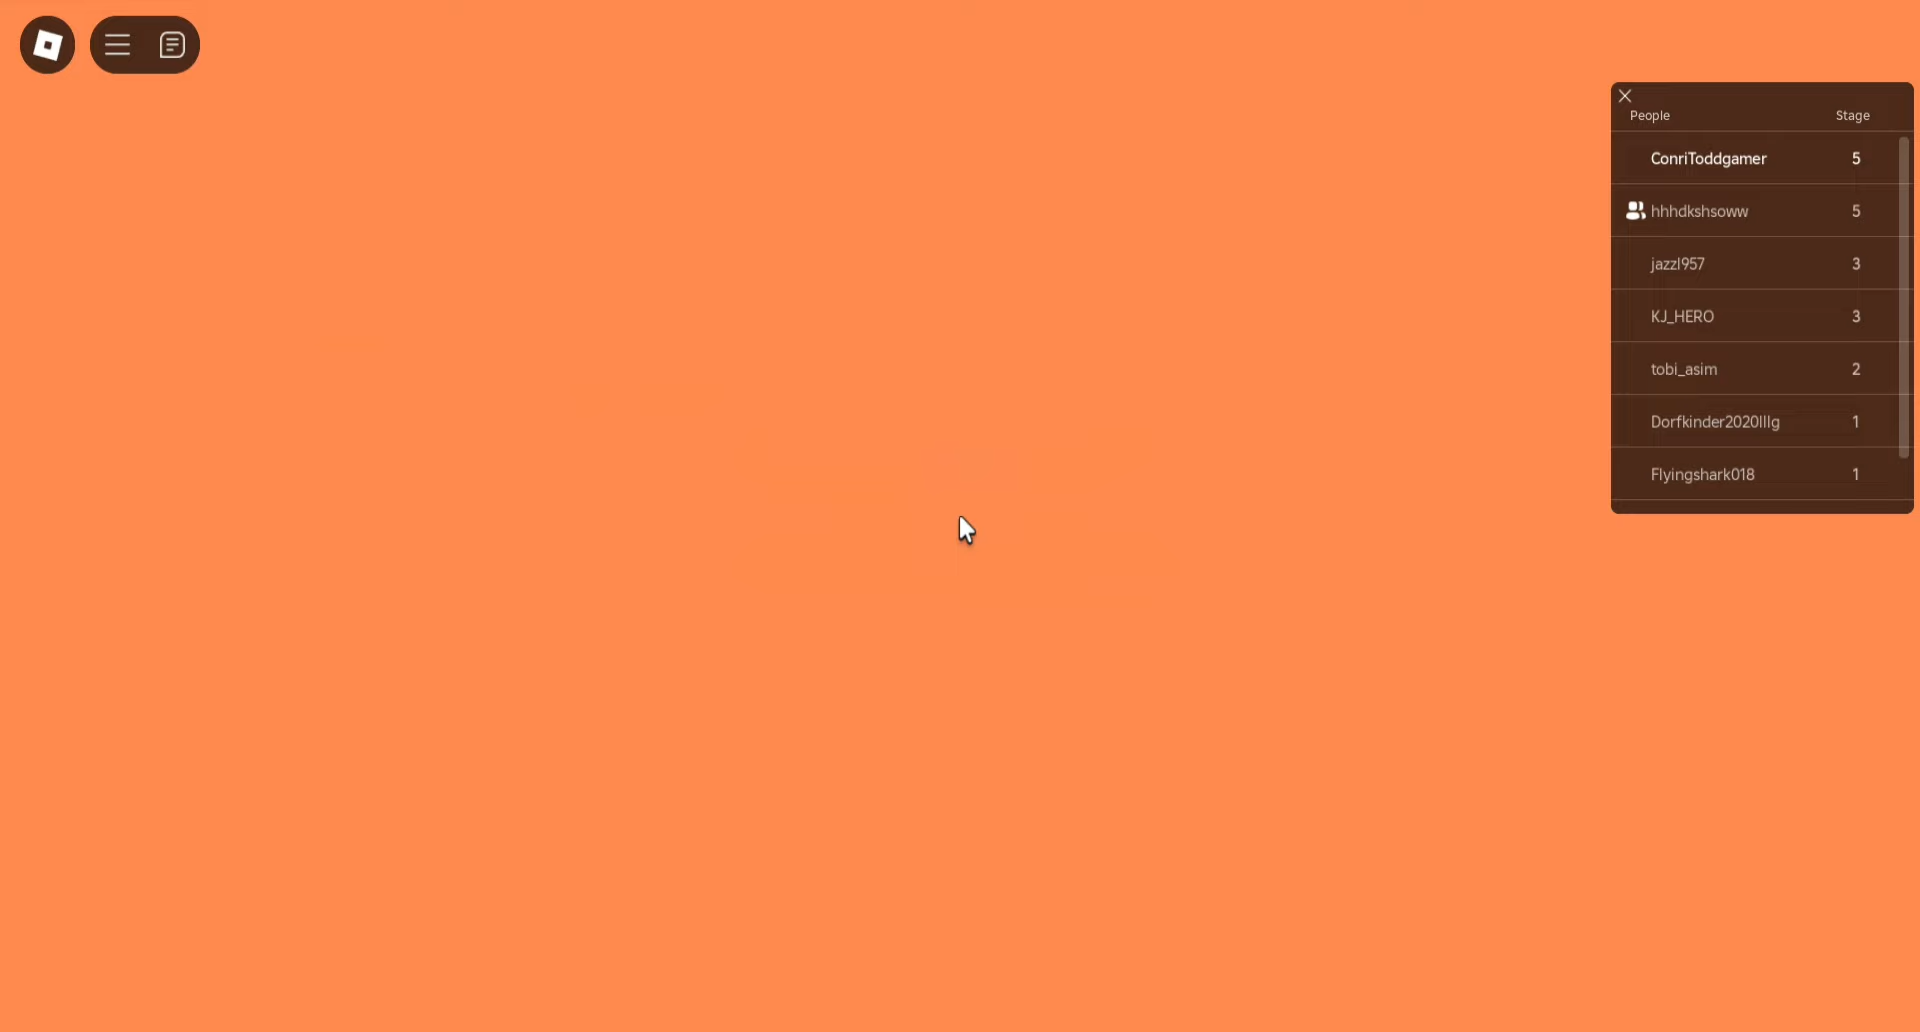 People Stage
ConriToddgamer 5
hhhdkshsoww 5
jazzl957 3
KJ_HERO 3
tobi_asim 2
Dorfkinder2020lllg 1
Flyingshark018 1